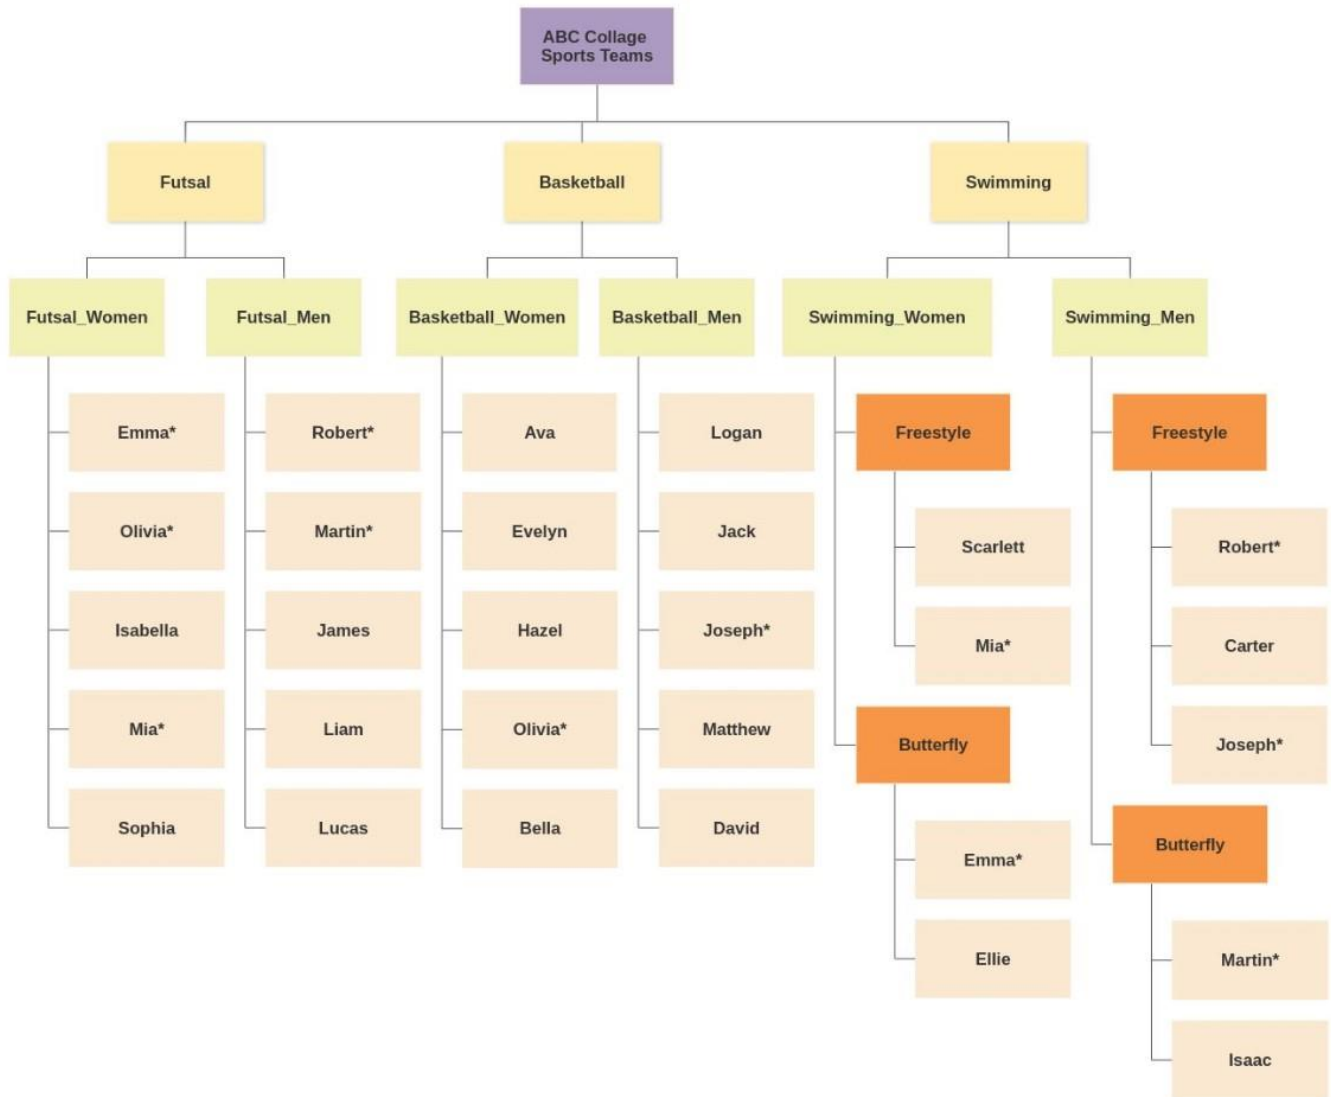 ABC Collage
Sports Teams
Futsal
Basketball
Swimming
Futsal_Women
Futsal_Men
Basketball_Women
Basketball_Men
Swimming_Women
Swimming_Men
Emma*
Olivia*
Isabella
Mia*
Sophia
Robert*
Martin*
James
Liam
Lucas
Ava
Evelyn
Hazel
Olivia*
Bella
Logan
Jack
Joseph*
Matthew
David
Freestyle
Scarlett
Mia*
Butterfly
Emma*
Ellie
Freestyle
Robert*
Carter
Joseph*
Butterfly
Martin*
Isaac